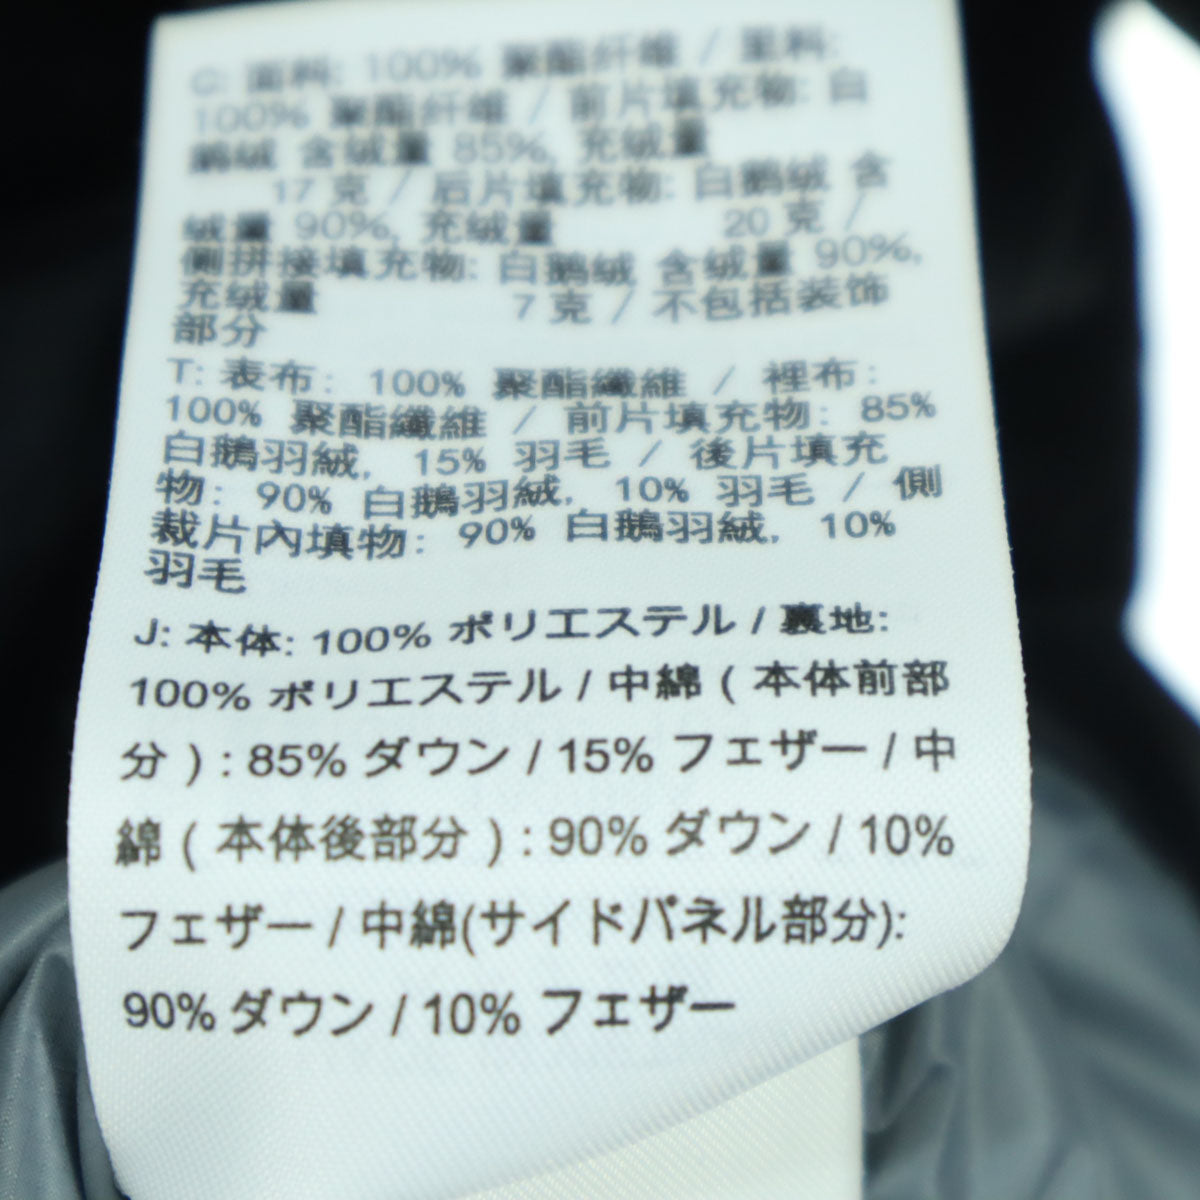 C: 面料: 100% 聚酯纤维 / 里料:
100% 聚酯纤维 / 前片填充物: 白
鹅绒 含绒量 85%, 充绒量
17 克 / 后片填充物: 白鹅绒 含
绒量 90%, 充绒量 20 克 /
侧拼接填充物: 白鹅绒 含绒量 90%,
充绒量 7 克 / 不包括装饰
部分
T: 表布: 100% 聚酯纖維 / 裡布:
100% 聚酯纖維 / 前片填充物: 85%
白鵝羽絨, 15% 羽毛 / 後片填充
物: 90% 白鵝羽絨, 10% 羽毛 / 側
裁片內填物: 90% 白鵝羽絨, 10%
羽毛
J: 本体: 100% ポリエステル / 裏地:
100% ポリエステル / 中綿 ( 本体前部
分 ) : 85% ダウン / 15% フェザー / 中
綿 ( 本体後部分 ) : 90% ダウン / 10%
フェザー / 中綿(サイドパネル部分):
90% ダウン / 10% フェザー